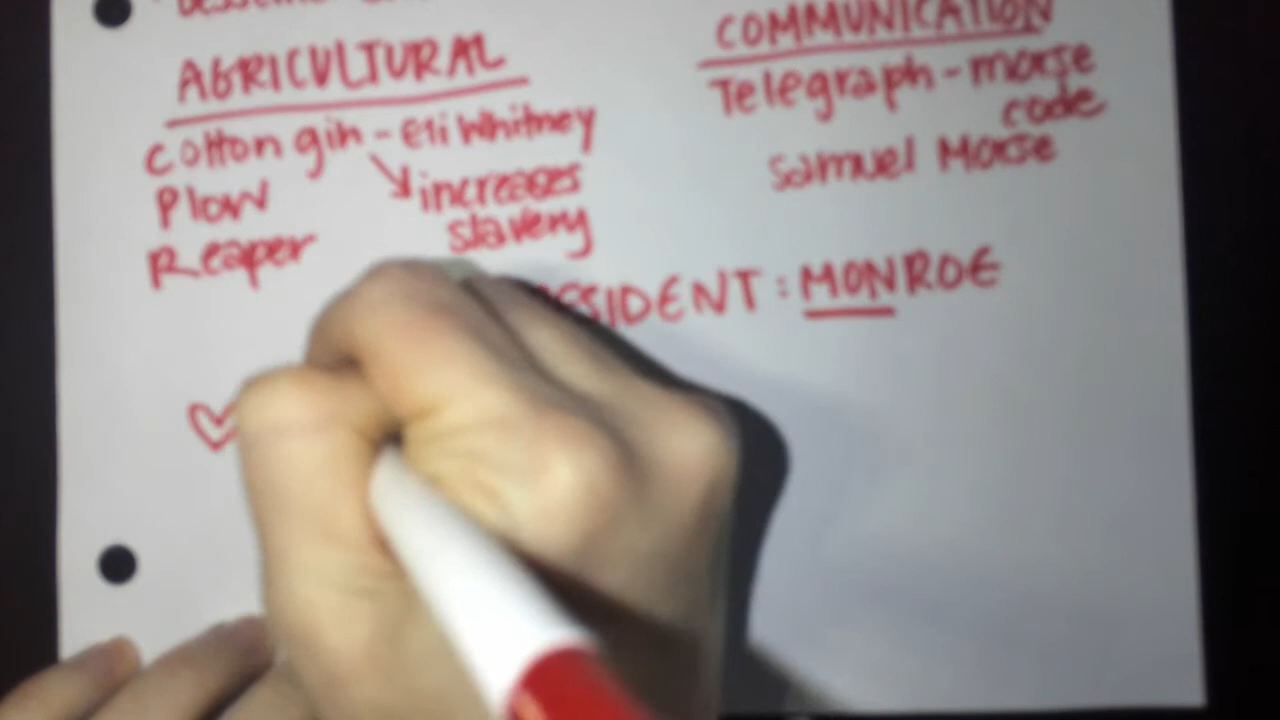 AGRICULTURAL
cotton gin - eli Whitney
increases
slavery
Plow
Reaper
COMMUNICATION
Telegraph - morse
code
Samuel Morse
: MONROE